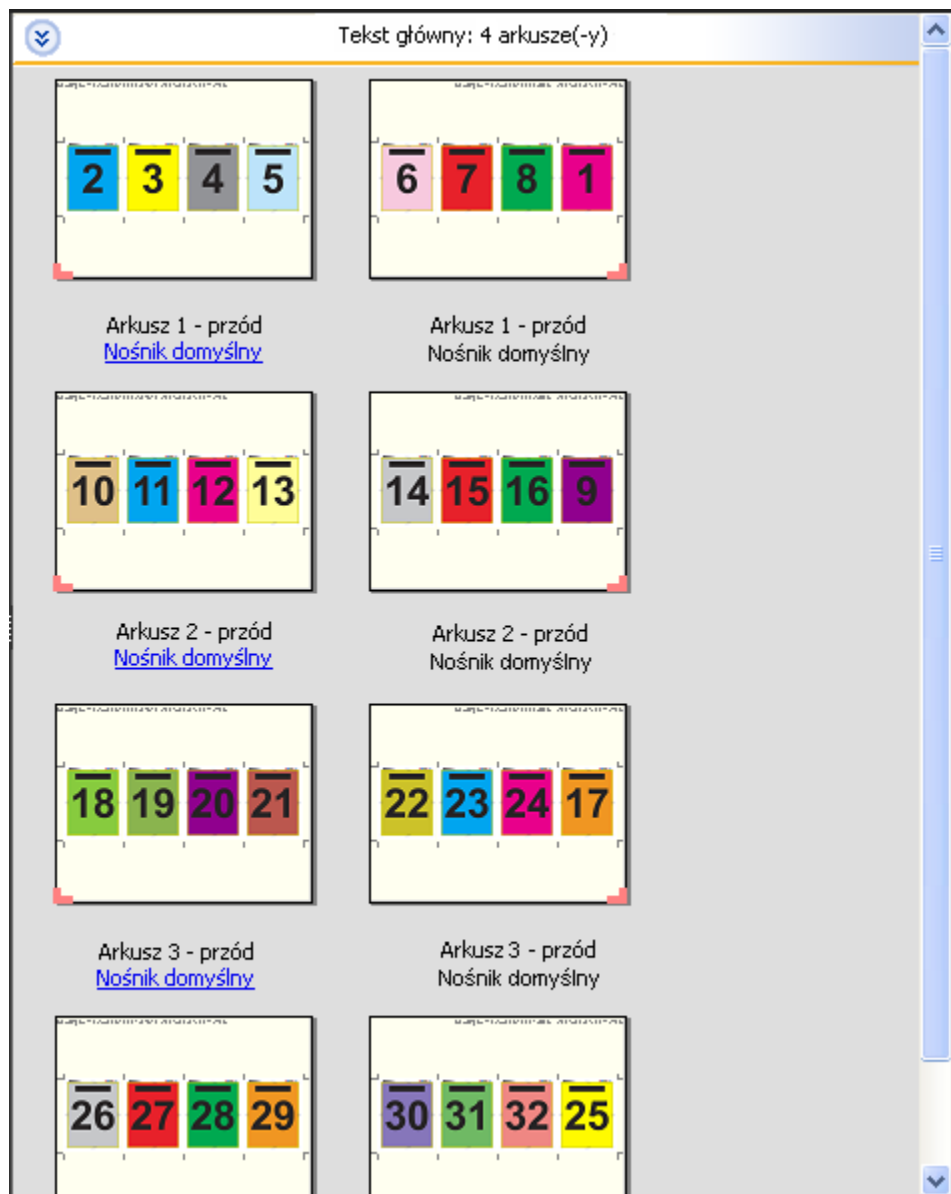 Tekst główny: 4 arkusze(-y)
2 3 4 5
6 7 8 1
Arkusz 1 - przód
Nośnik domyślny
Arkusz 1 - przód
Nośnik domyślny
10 11 12 13
14 15 16 9
Arkusz 2 - przód
Nośnik domyślny
Arkusz 2 - przód
Nośnik domyślny
18 19 20 21
22 23 24 17
Arkusz 3 - przód
Nośnik domyślny
Arkusz 3 - przód
Nośnik domyślny
26 27 28 29
30 31 32 25